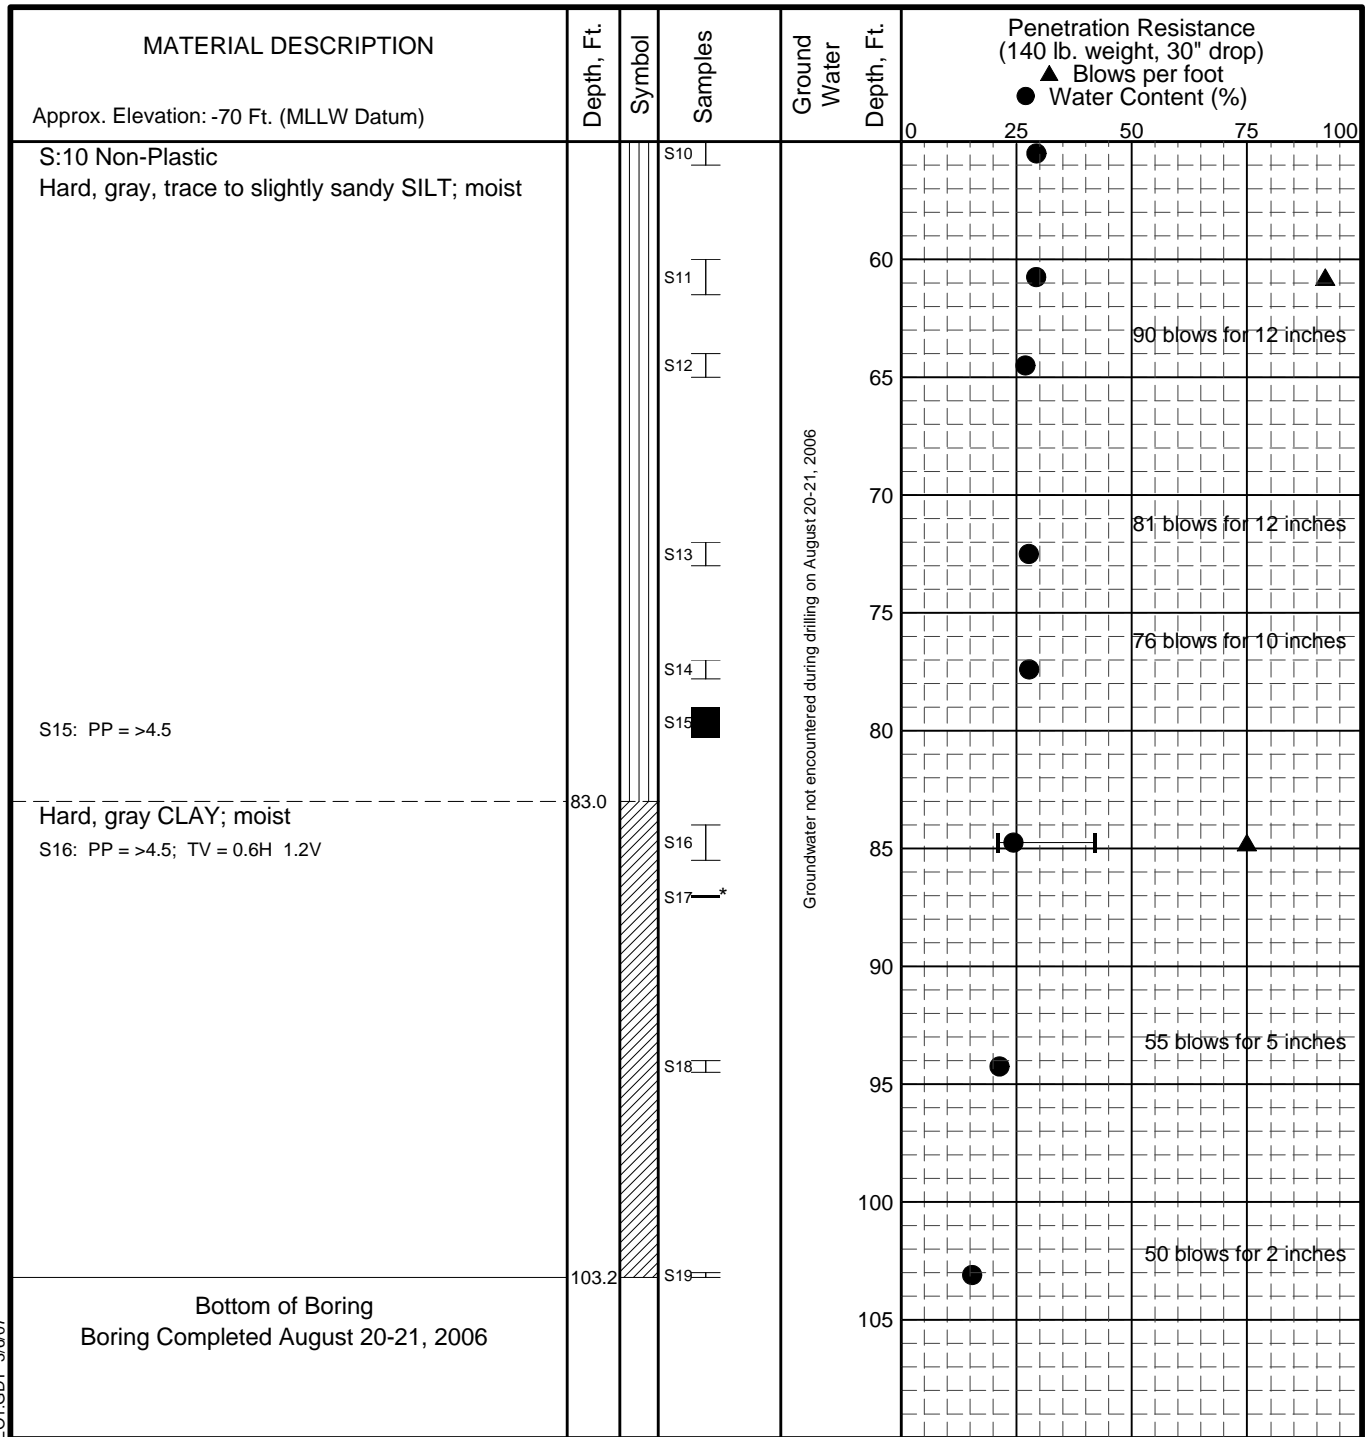 MATERIAL DESCRIPTION
Approx. Elevation: -70 Ft. (MLLW Datum)
Depth, Ft.
Symbol
Samples
Ground
Water
Depth, Ft.
Penetration Resistance
(140 lb. weight, 30" drop)
▲ Blows per foot
● Water Content (%)
0 25 50 75 100
S:10 Non-Plastic
Hard, gray, trace to slightly sandy SILT; moist
S10
60
S11
90 blows for 12 inches
S12
65
70
81 blows for 12 inches
S13
75
76 blows for 10 inches
S14
S15: PP = >4.5
S15
80
83.0
Hard, gray CLAY; moist
S16: PP = >4.5; TV = 0.6H 1.2V
S16
85
S17 *
Groundwater not encountered during drilling on August 20-21, 2006
90
55 blows for 5 inches
S18
95
100
50 blows for 2 inches
103.2
S19
Bottom of Boring
Boring Completed August 20-21, 2006
105